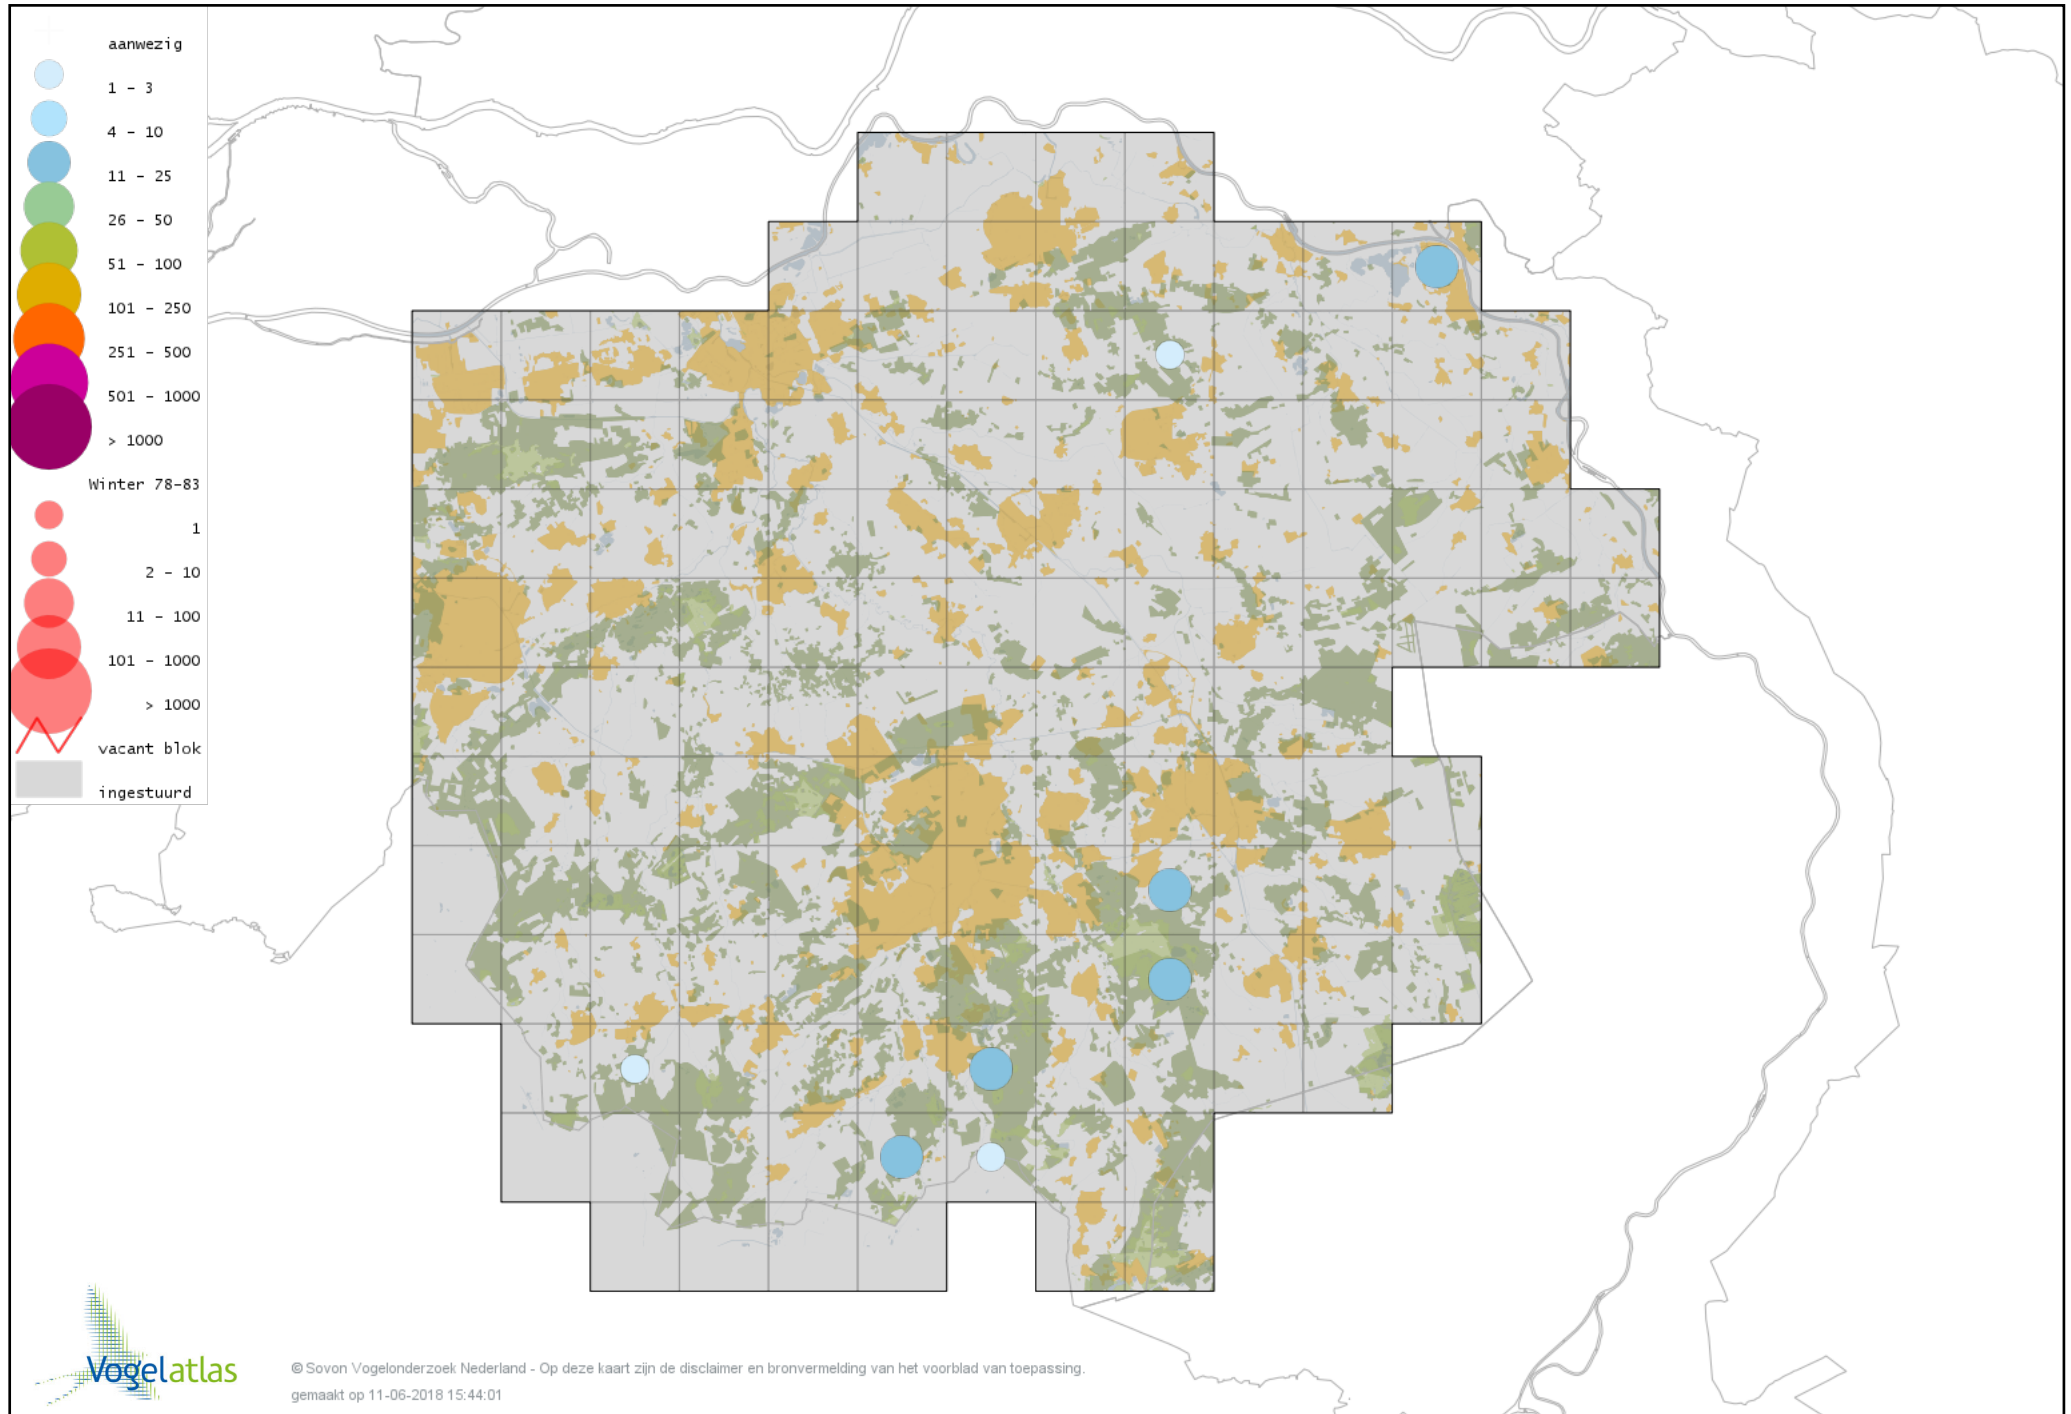 aanwezig
1 – 3
4 – 10
11 – 25
26 – 50
51 – 100
101 – 250
251 – 500
501 – 1000
> 1000
Winter 78-83
1
2 – 10
11 – 100
101 – 1000
> 1000
vacant blok
ingestuurd
Vogelatlas
© Sovon Vogelonderzoek Nederland - Op deze kaart zijn de disclaimer en bronvermelding van het voorblad van toepassing.
gemaakt op 11-06-2018 15:44:01